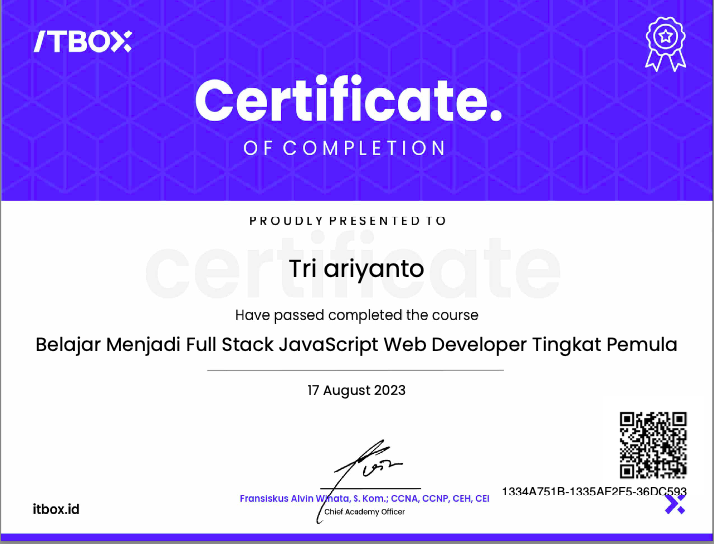 ITBOX
Certificate.
OF COMPLETION
PROUDLY PRESENTED TO
certificate
Tri ariyanto
Have passed completed the course
Belajar Menjadi Full Stack JavaScript Web Developer Tingkat Pemula
17 August 2023
Fransiskus Alvin Winata, S. Kom.; CCNA, CCNP, CEH, CEI
Chief Academy Officer
1334A751B-1335AF2F5-36DC593
itbox.id